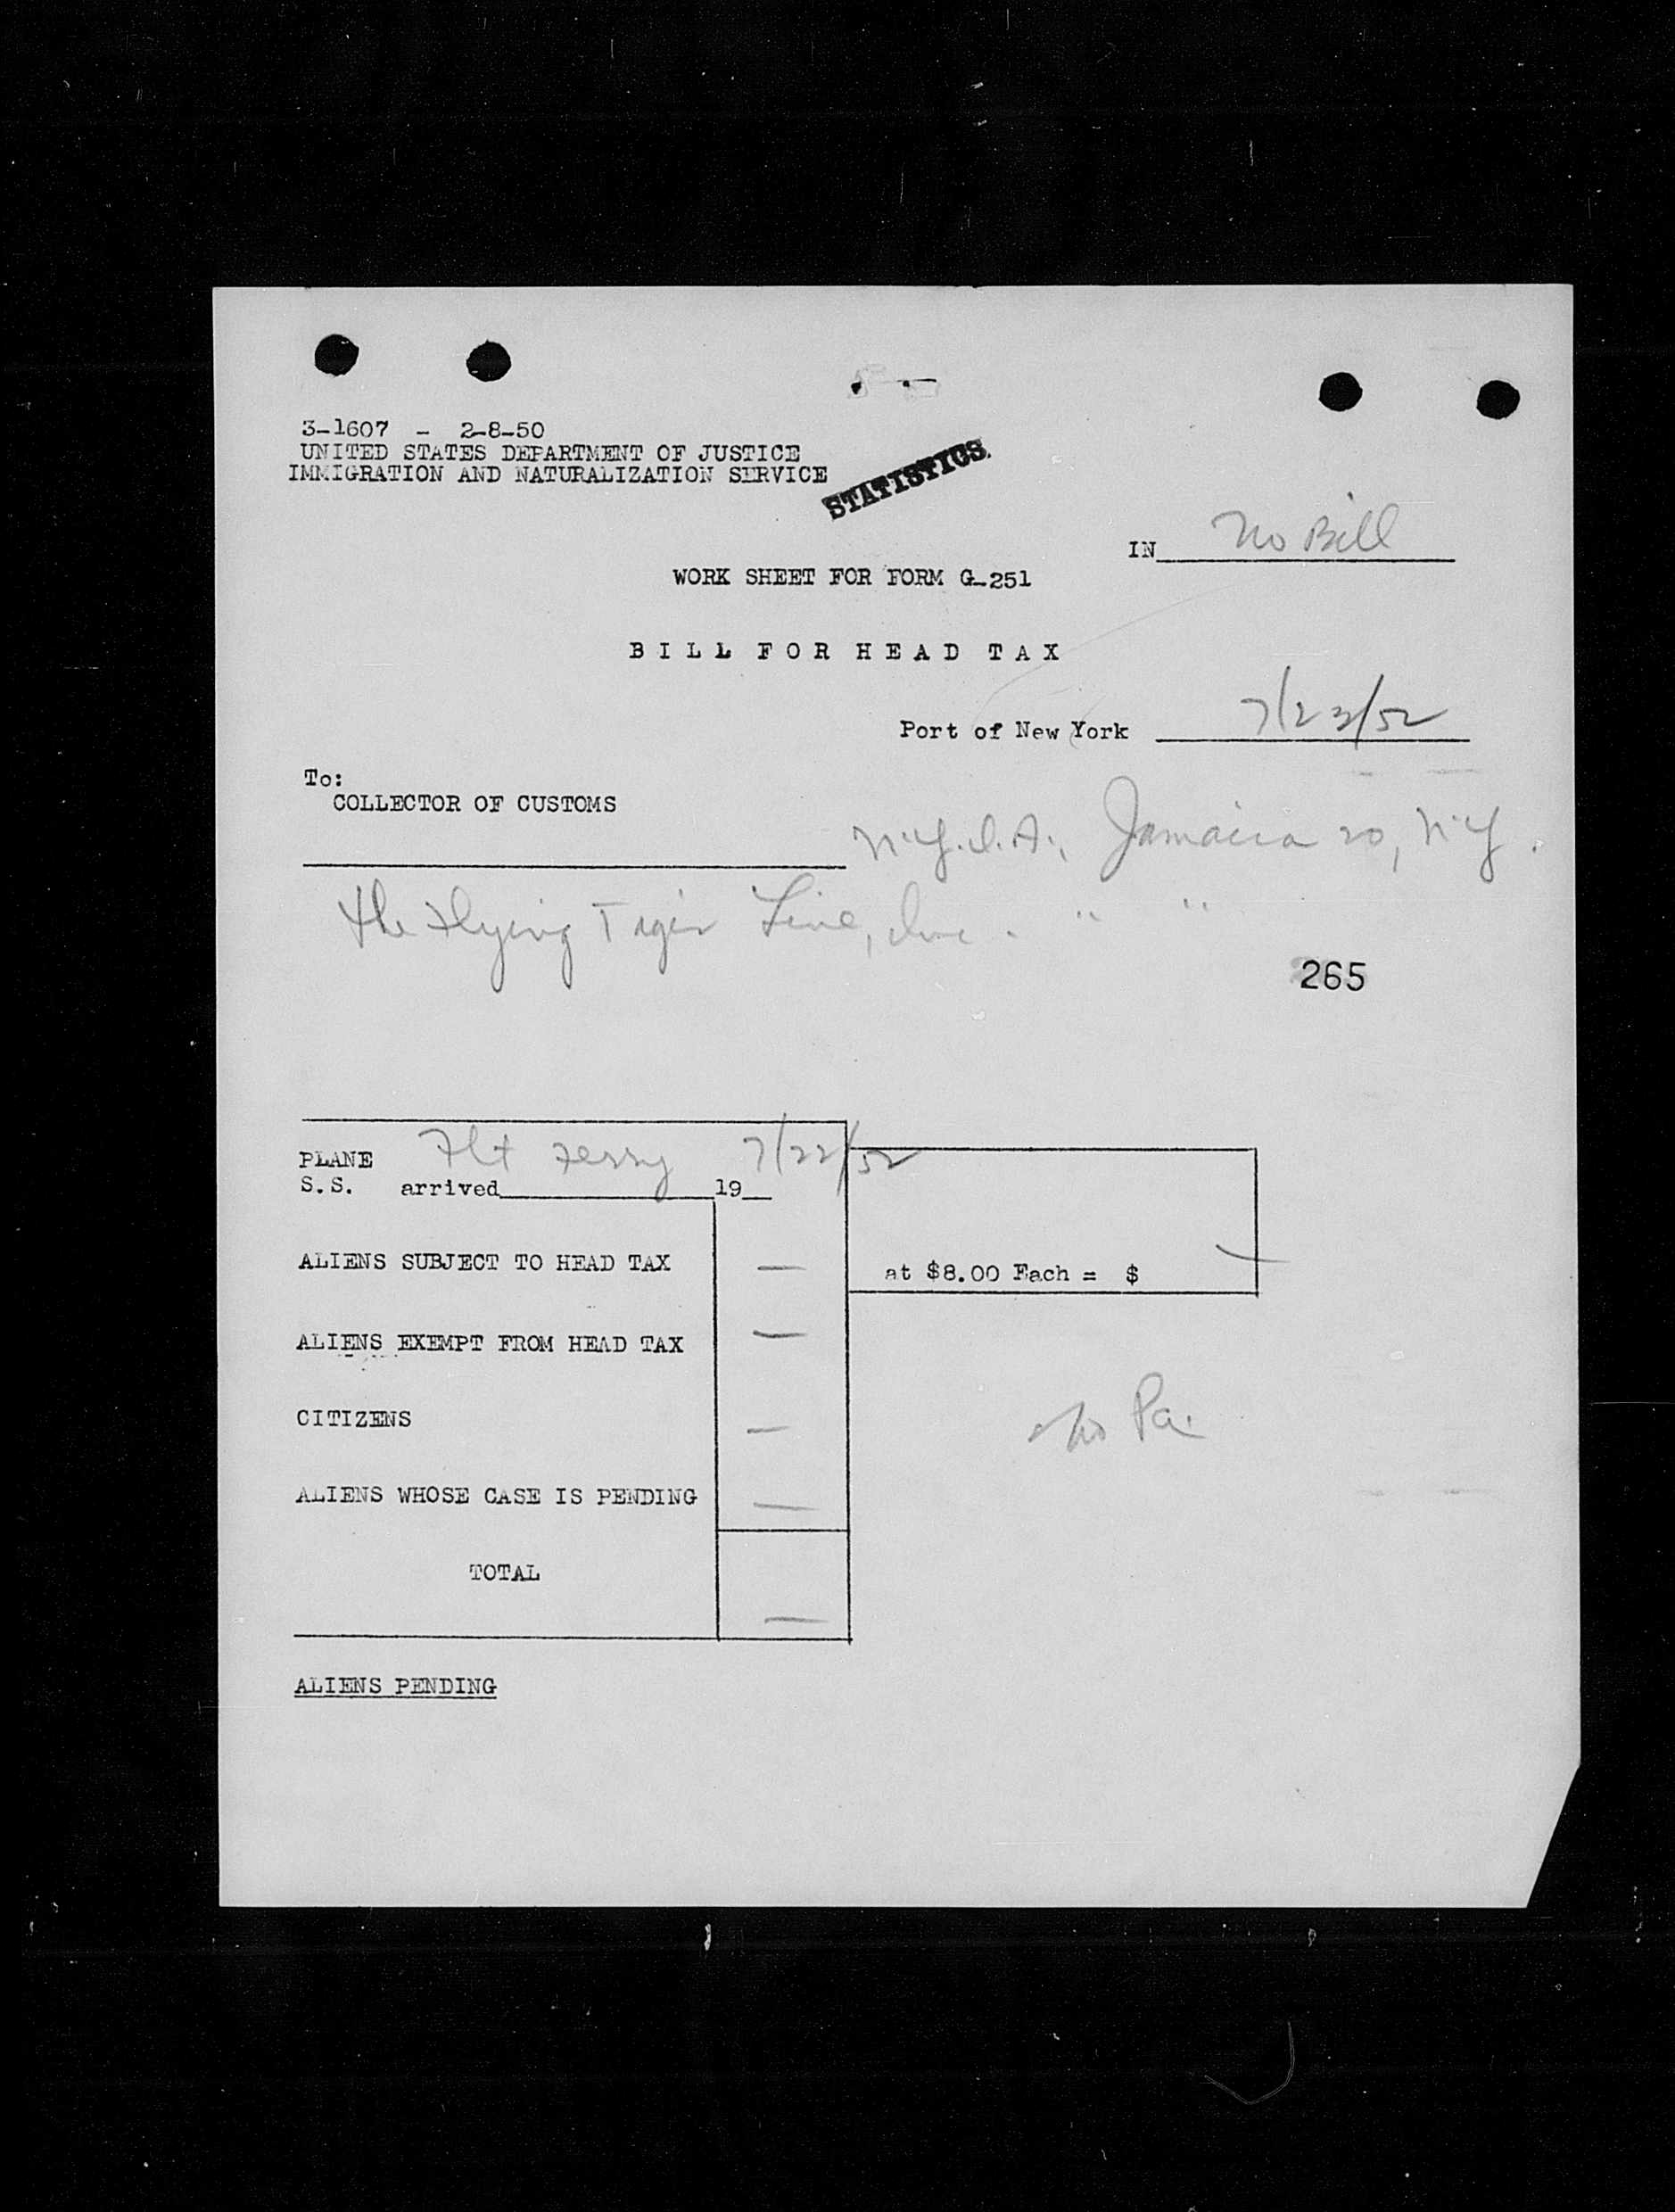 3-1607 - 2-8-50
UNITED STATES DEPARTMENT OF JUSTICE
IMMIGRATION AND NATURALIZATION SERVICE
STATISTICS
IN No Bill
WORK SHEET FOR FORM G-251
BILL FOR HEAD TAX
Port of New York 7/23/52
To:
COLLECTOR OF CUSTOMS
N.Y.I.A., Jamaica 20, N.Y.
The Flying Tiger Line, Inc. " "
265
PLANE Flt Ferry 7/22/52
S.S. arrived 19
ALIENS SUBJECT TO HEAD TAX —
at $8.00 Each = $ —
ALIENS EXEMPT FROM HEAD TAX —
CITIZENS —
No Pa.
ALIENS WHOSE CASE IS PENDING —
TOTAL —
ALIENS PENDING